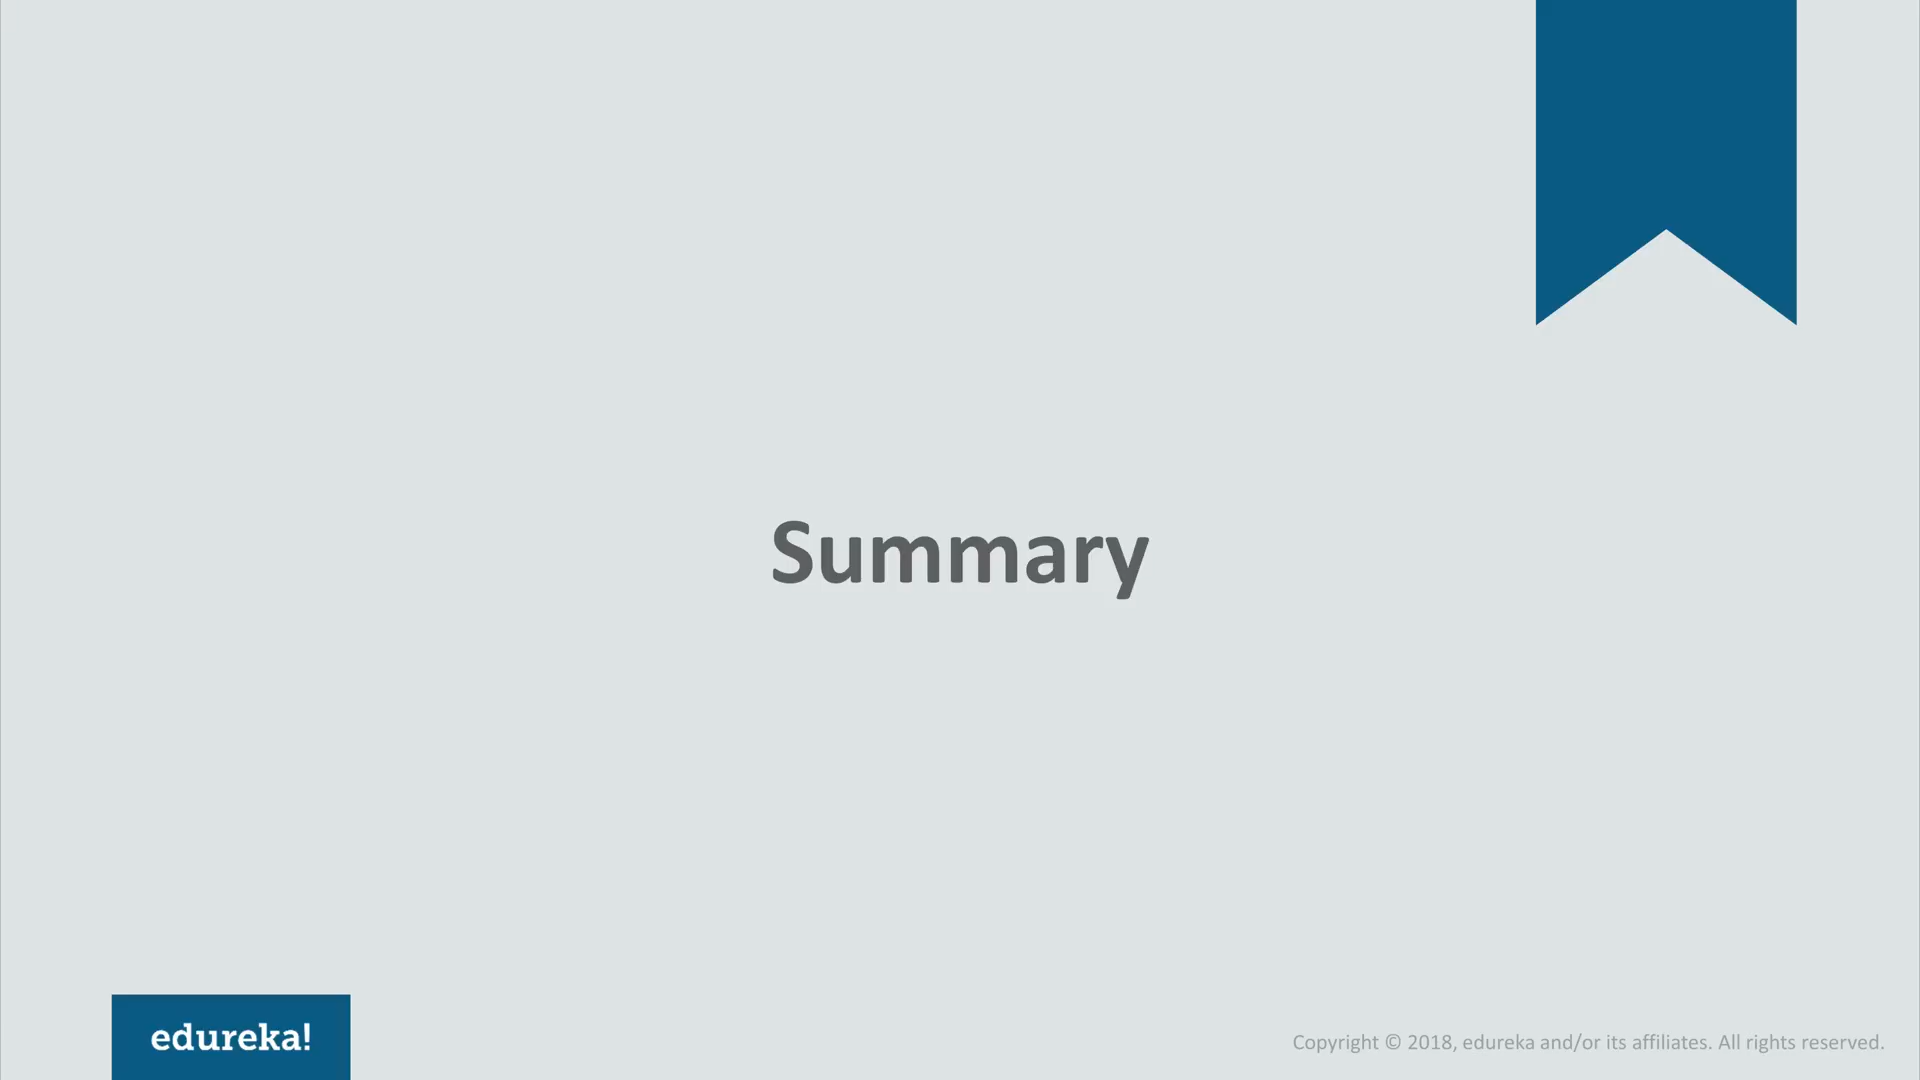 Summary
edureka!
Copyright © 2018, edureka and/or its affiliates. All rights reserved.